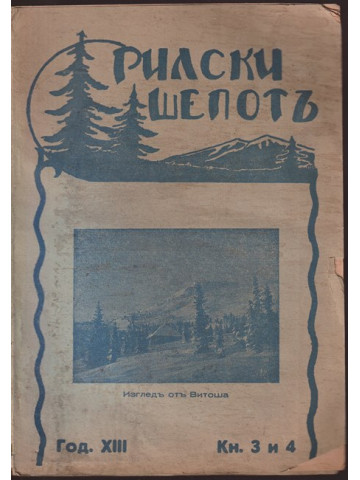 РИЛСКИ
ШЕПОТЪ
Изгледъ отъ Витоша
Год. XIII Кн. 3 и 4